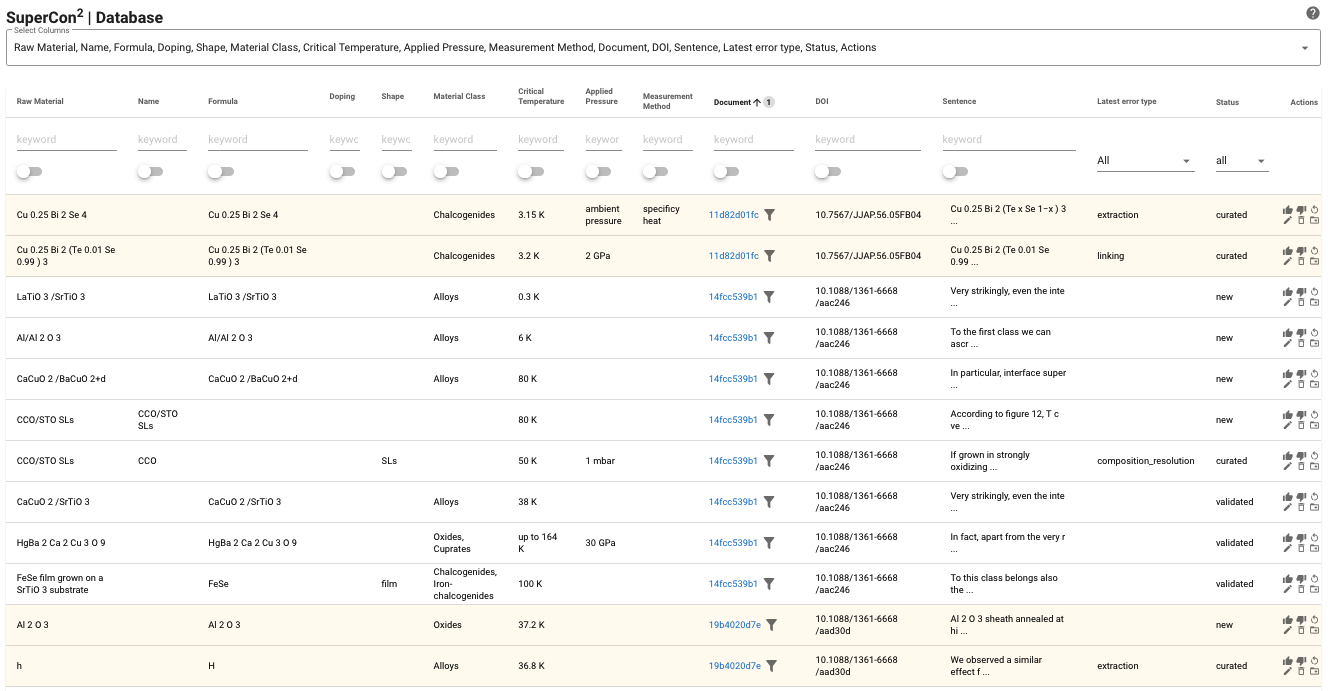 SuperCon2 | Database
Select Columns
Raw Material, Name, Formula, Doping, Shape, Material Class, Critical Temperature, Applied Pressure, Measurement Method, Document, DOI, Sentence, Latest error type, Status, Actions
Raw Material Name Formula Doping Shape Material Class Critical Temperature Applied Pressure Measurement Method Document 1 DOI Sentence Latest error type Status Actions
keyword keyword keyword keywc keywc keyword keyword keywor keyword keyword keyword keyword
All all
Cu 0.25 Bi 2 Se 4 Cu 0.25 Bi 2 Se 4 Chalcogenides 3.15 K ambient pressure specificy heat 11d82d01fc 10.7567/JJAP.56.05FB04 Cu 0.25 Bi 2 (Te x Se 1−x ) 3 ... extraction curated
Cu 0.25 Bi 2 (Te 0.01 Se 0.99 ) 3 Cu 0.25 Bi 2 (Te 0.01 Se 0.99 ) 3 Chalcogenides 3.2 K 2 GPa 11d82d01fc 10.7567/JJAP.56.05FB04 Cu 0.25 Bi 2 (Te 0.01 Se 0.99 ... linking curated
LaTiO 3 /SrTiO 3 LaTiO 3 /SrTiO 3 Alloys 0.3 K 14fcc539b1 10.1088/1361-6668/aac246 Very strikingly, even the inte ... new
Al/Al 2 O 3 Al/Al 2 O 3 Alloys 6 K 14fcc539b1 10.1088/1361-6668/aac246 To the first class we can ascr ... new
CaCuO 2 /BaCuO 2+d CaCuO 2 /BaCuO 2+d Alloys 80 K 14fcc539b1 10.1088/1361-6668/aac246 In particular, interface super ... new
CCO/STO SLs CCO/STO SLs 80 K 14fcc539b1 10.1088/1361-6668/aac246 According to figure 12, T c ve ... new
CCO/STO SLs CCO SLs 50 K 1 mbar 14fcc539b1 10.1088/1361-6668/aac246 If grown in strongly oxidizing ... composition_resolution curated
CaCuO 2 /SrTiO 3 CaCuO 2 /SrTiO 3 Alloys 38 K 14fcc539b1 10.1088/1361-6668/aac246 Very strikingly, even the inte ... validated
HgBa 2 Ca 2 Cu 3 O 9 HgBa 2 Ca 2 Cu 3 O 9 Oxides, Cuprates up to 164 K 30 GPa 14fcc539b1 10.1088/1361-6668/aac246 In fact, apart from the very r ... validated
FeSe film grown on a SrTiO 3 substrate FeSe film Chalcogenides, Iron-chalcogenides 100 K 14fcc539b1 10.1088/1361-6668/aac246 To this class belongs also the ... validated
Al 2 O 3 Al 2 O 3 Oxides 37.2 K 19b4020d7e 10.1088/1361-6668/aad30d Al 2 O 3 sheath annealed at hi ... new
h H Alloys 36.8 K 19b4020d7e 10.1088/1361-6668/aad30d We observed a similar effect f ... extraction curated